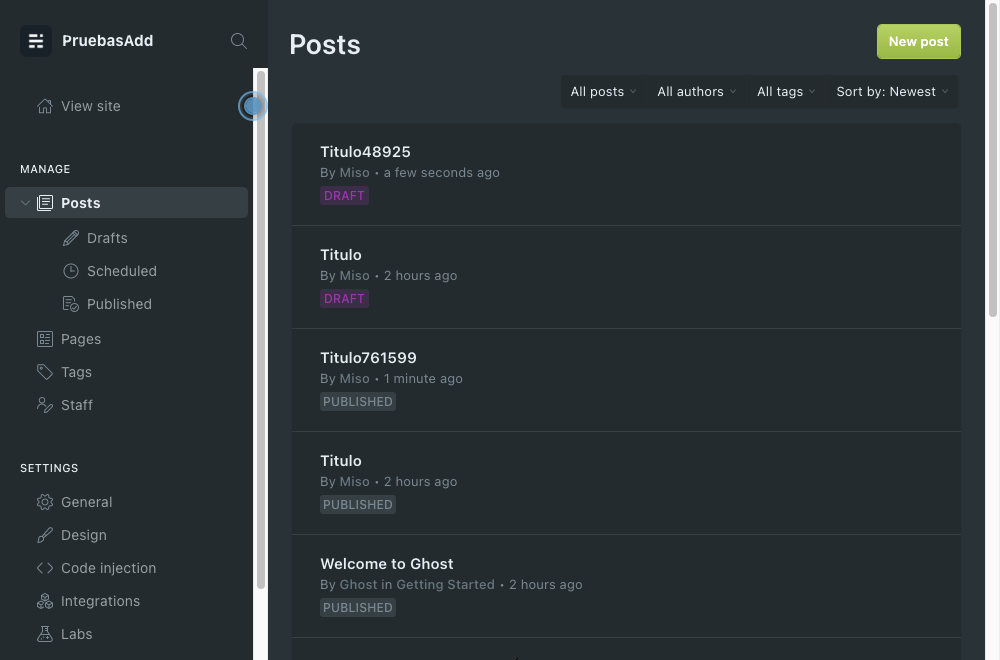 PruebasAdd
View site
MANAGE
Posts
Drafts
Scheduled
Published
Pages
Tags
Staff
SETTINGS
General
Design
Code injection
Integrations
Labs
Posts
New post
All posts
All authors
All tags
Sort by: Newest
Titulo48925
By Miso • a few seconds ago
DRAFT
Titulo
By Miso • 2 hours ago
DRAFT
Titulo761599
By Miso • 1 minute ago
PUBLISHED
Titulo
By Miso • 2 hours ago
PUBLISHED
Welcome to Ghost
By Ghost in Getting Started • 2 hours ago
PUBLISHED